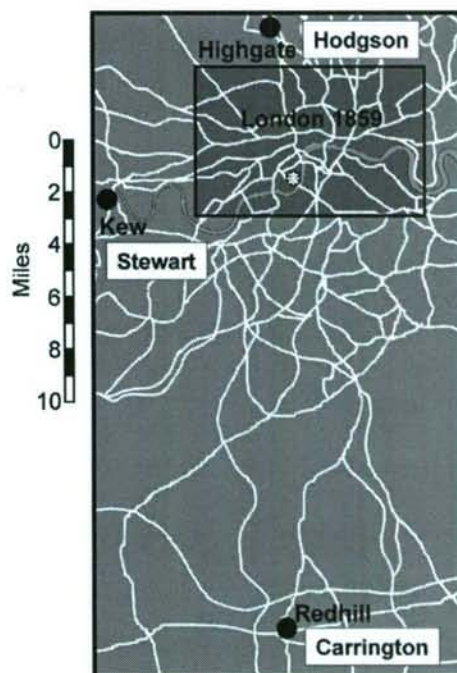 Highgate
Hodgson
London 1859
0
2
4
6
8
10
Miles
Kew
Stewart
Redhill
Carrington